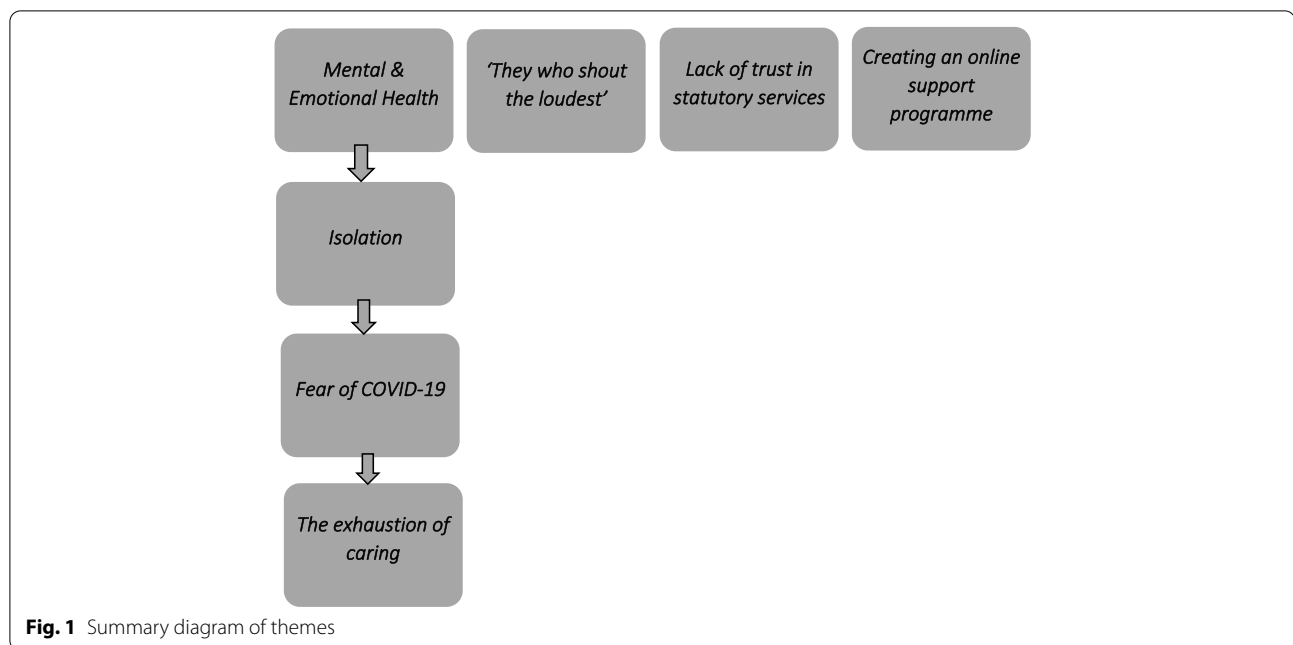 Mental &
Emotional Health
‘They who shout
the loudest’
Lack of trust in
statutory services
Creating an online
support
programme
Isolation
Fear of COVID-19
The exhaustion of
caring
Fig. 1 Summary diagram of themes